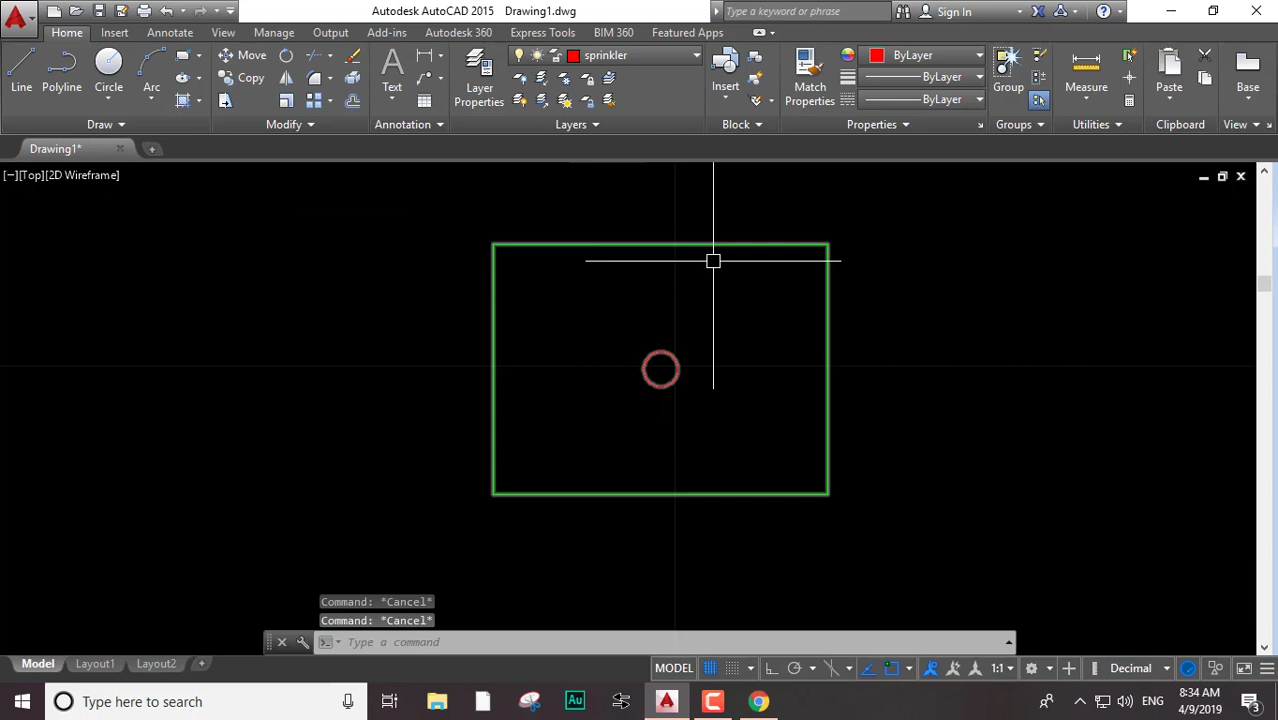 Autodesk AutoCAD 2015 Drawing1.dwg
Type a keyword or phrase
Sign In
Home Insert Annotate View Manage Output Add-ins Autodesk 360 Express Tools BIM 360 Featured Apps
Move
sprinkler
ByLayer
Copy
ByLayer
Line Polyline Circle Arc
Text
Layer
Properties
Insert
Match
Properties
ByLayer
Group
Measure
Paste
Base
Draw Modify Annotation Layers Block Properties Groups Utilities Clipboard View
Drawing1*
[−][Top][2D Wireframe]
Command: *Cancel*
Command: *Cancel*
Type a command
Model Layout1 Layout2
MODEL 1:1 Decimal
Type here to search
Au
ENG
8:34 AM
4/9/2019
3